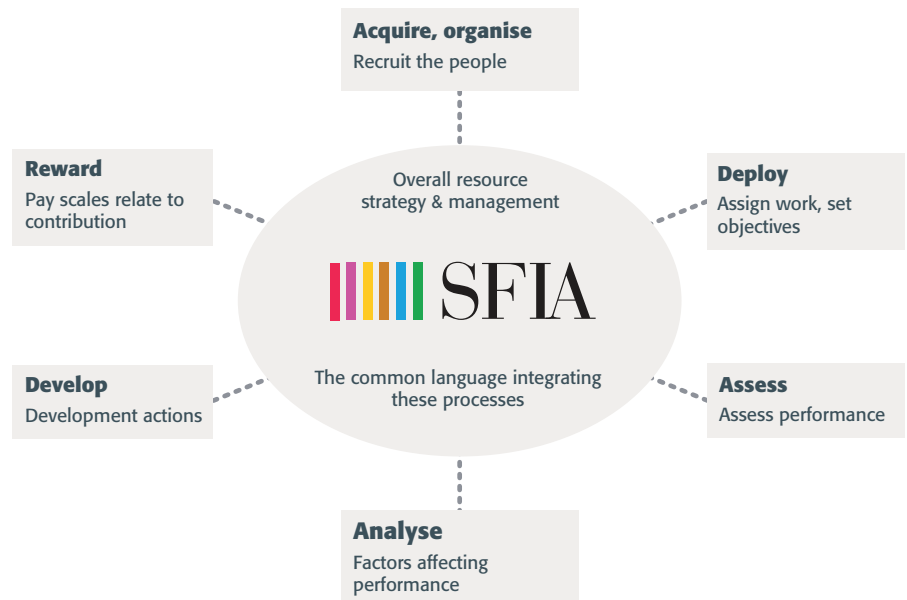 Acquire, organise
Recruit the people
Reward
Pay scales relate to
contribution
Overall resource
strategy & management
Deploy
Assign work, set
objectives
SFIA
Develop
Development actions
The common language integrating
these processes
Assess
Assess performance
Analyse
Factors affecting
performance